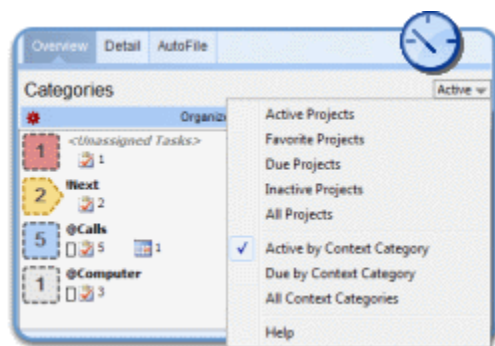 Overview Detail AutoFile
Categories Active
Organiz
1 <Unassigned Tasks>
1
2 !Next
2
5 @Calls
5 1
1 @Computer
3
Active Projects
Favorite Projects
Due Projects
Inactive Projects
All Projects
Active by Context Category
Due by Context Category
All Context Categories
Help